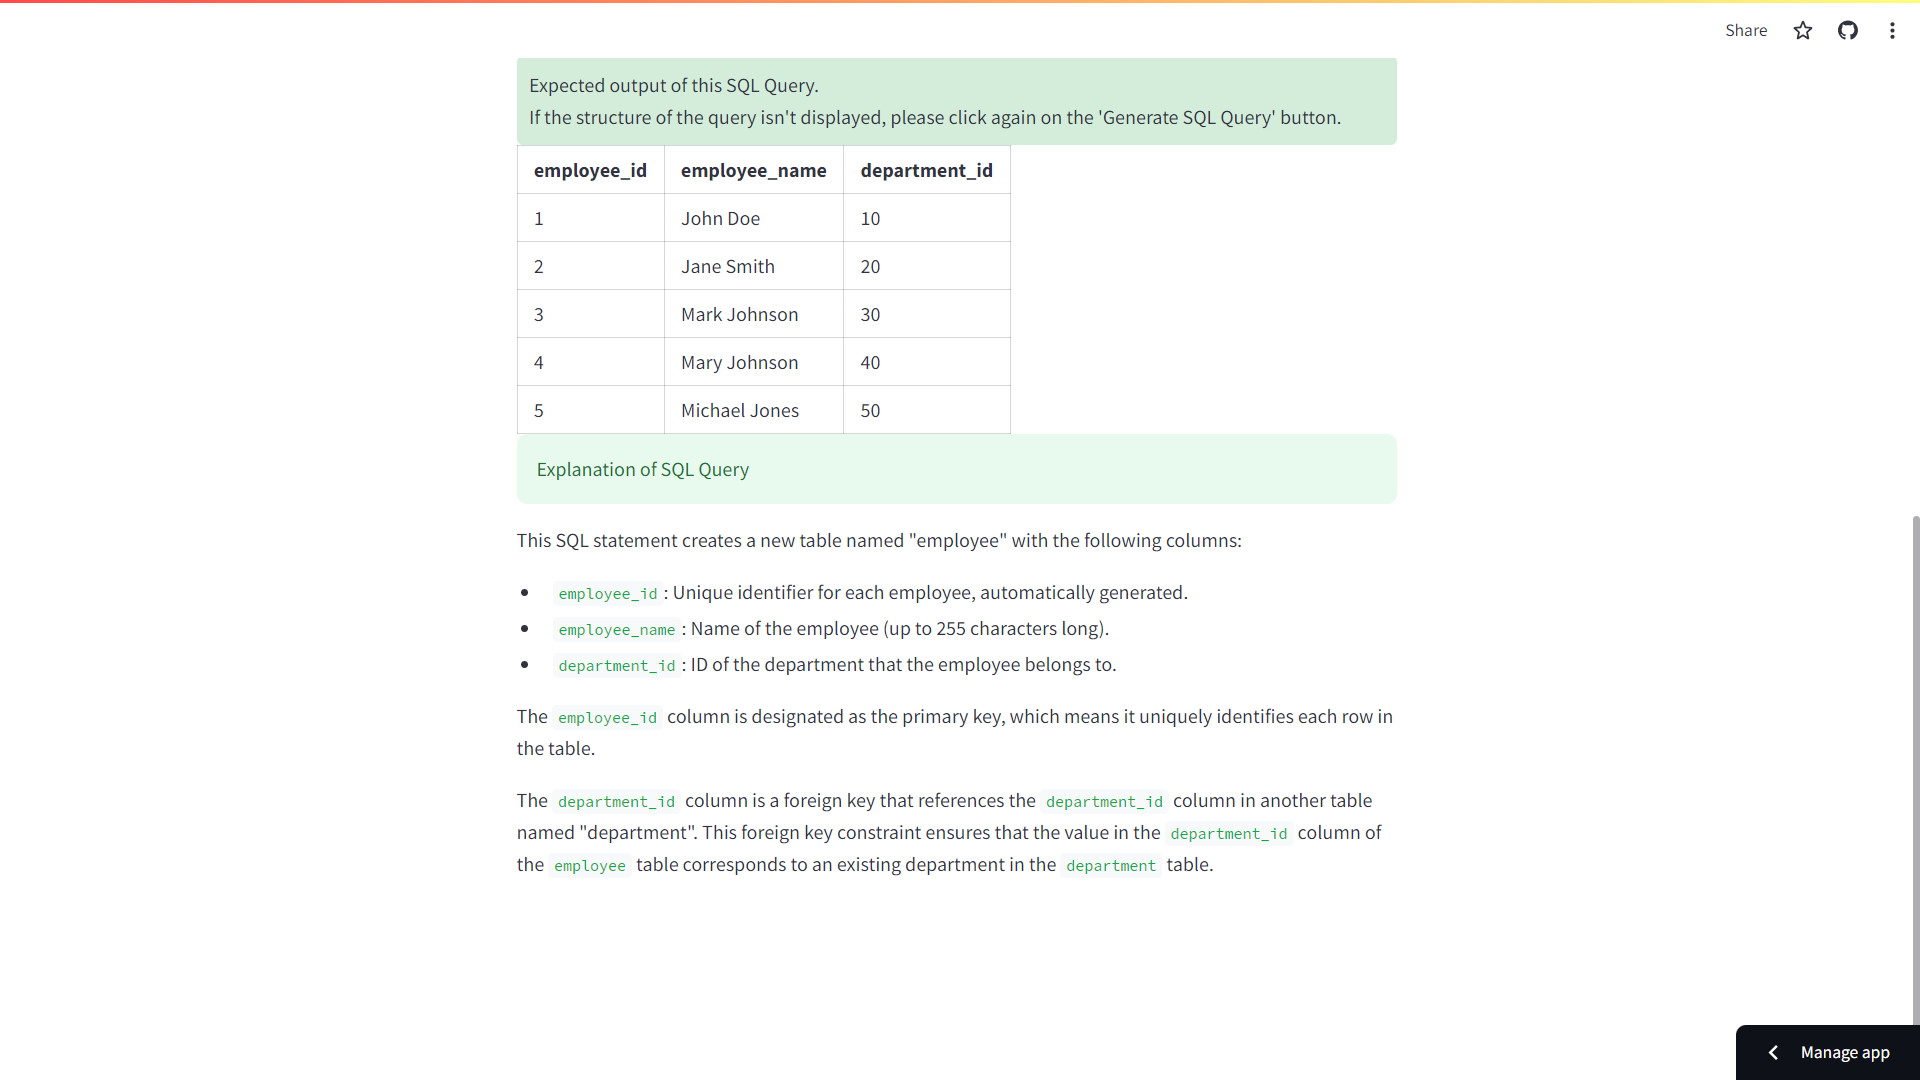 Share
Expected output of this SQL Query.
If the structure of the query isn't displayed, please click again on the 'Generate SQL Query' button.
employee_id employee_name department_id
1 John Doe 10
2 Jane Smith 20
3 Mark Johnson 30
4 Mary Johnson 40
5 Michael Jones 50
Explanation of SQL Query
This SQL statement creates a new table named "employee" with the following columns:
• employee_id : Unique identifier for each employee, automatically generated.
• employee_name : Name of the employee (up to 255 characters long).
• department_id : ID of the department that the employee belongs to.
The employee_id column is designated as the primary key, which means it uniquely identifies each row in
the table.
The department_id column is a foreign key that references the department_id column in another table
named "department". This foreign key constraint ensures that the value in the department_id column of
the employee table corresponds to an existing department in the department table.
Manage app